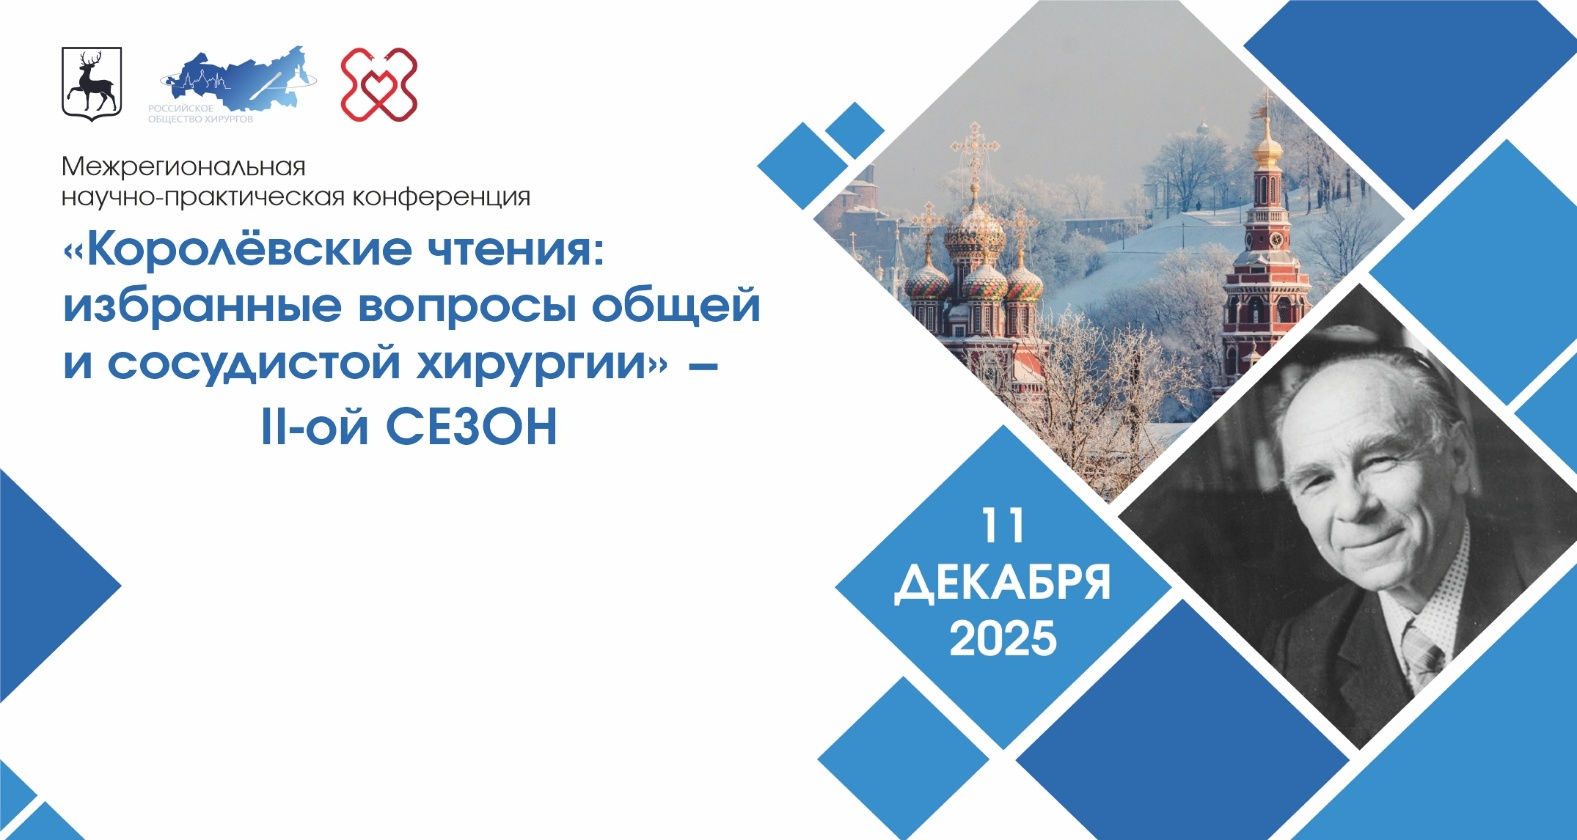 РОССИЙСКОЕ
ОБЩЕСТВО ХИРУРГОВ
Межрегиональная
научно-практическая конференция
«Королёвские чтения:
избранные вопросы общей
и сосудистой хирургии» –
II-ой СЕЗОН
11
ДЕКАБРЯ
2025